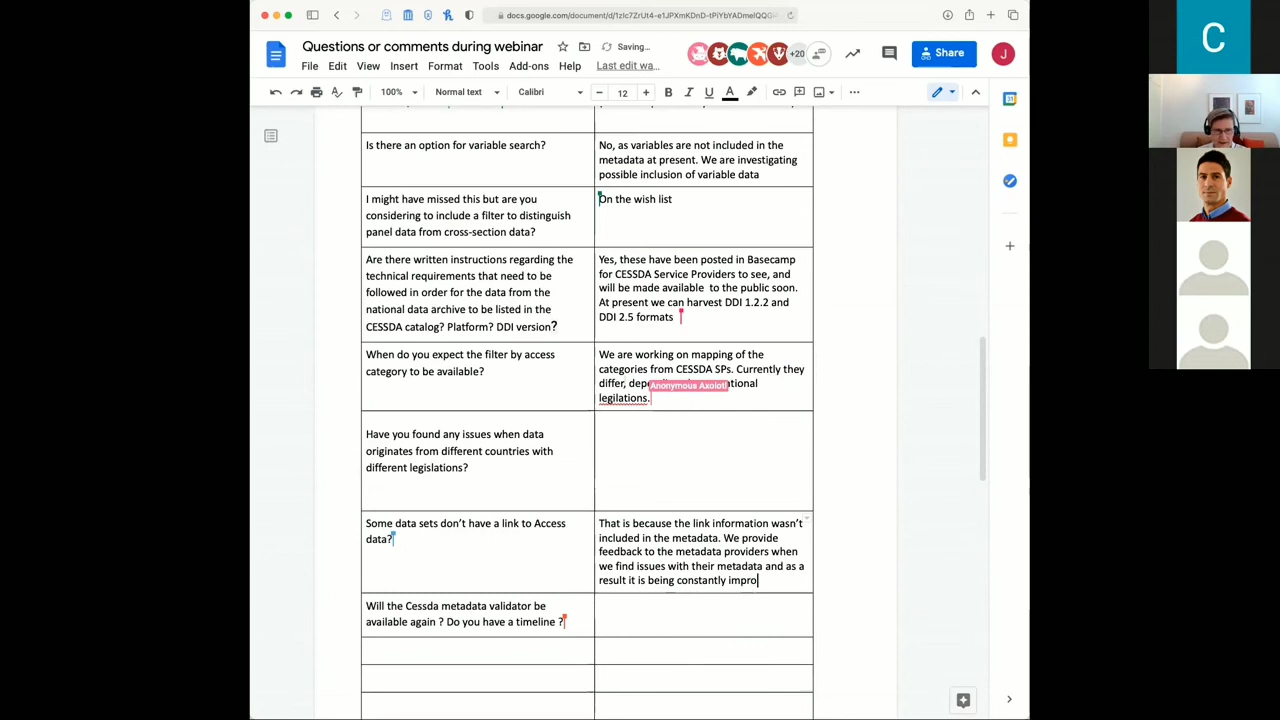 docs.google.com/document/d/1zlc7ZrUt4-e1JPXmKDnD-tPiYbYADmelQQG
Questions or comments during webinar
Saving...
+20
Share
J
C
File Edit View Insert Format Tools Add-ons Help Last edit wa...
100% Normal text Calibri 12 B I U A
Is there an option for variable search?
No, as variables are not included in the
metadata at present. We are investigating
possible inclusion of variable data
I might have missed this but are you
considering to include a filter to distinguish
panel data from cross-section data?
On the wish list
Are there written instructions regarding the
technical requirements that need to be
followed in order for the data from the
national data archive to be listed in the
CESSDA catalog? Platform? DDI version?
Yes, these have been posted in Basecamp
for CESSDA Service Providers to see, and
will be made available to the public soon.
At present we can harvest DDI 1.2.2 and
DDI 2.5 formats
When do you expect the filter by access
category to be available?
We are working on mapping of the
categories from CESSDA SPs. Currently they
differ,
Anonymous Axolotl
legilations.
Have you found any issues when data
originates from different countries with
different legislations?
Some data sets don't have a link to Access
data?
That is because the link information wasn't
included in the metadata. We provide
feedback to the metadata providers when
we find issues with their metadata and as a
result it is being constantly impro
Will the Cessda metadata validator be
available again ? Do you have a timeline ?